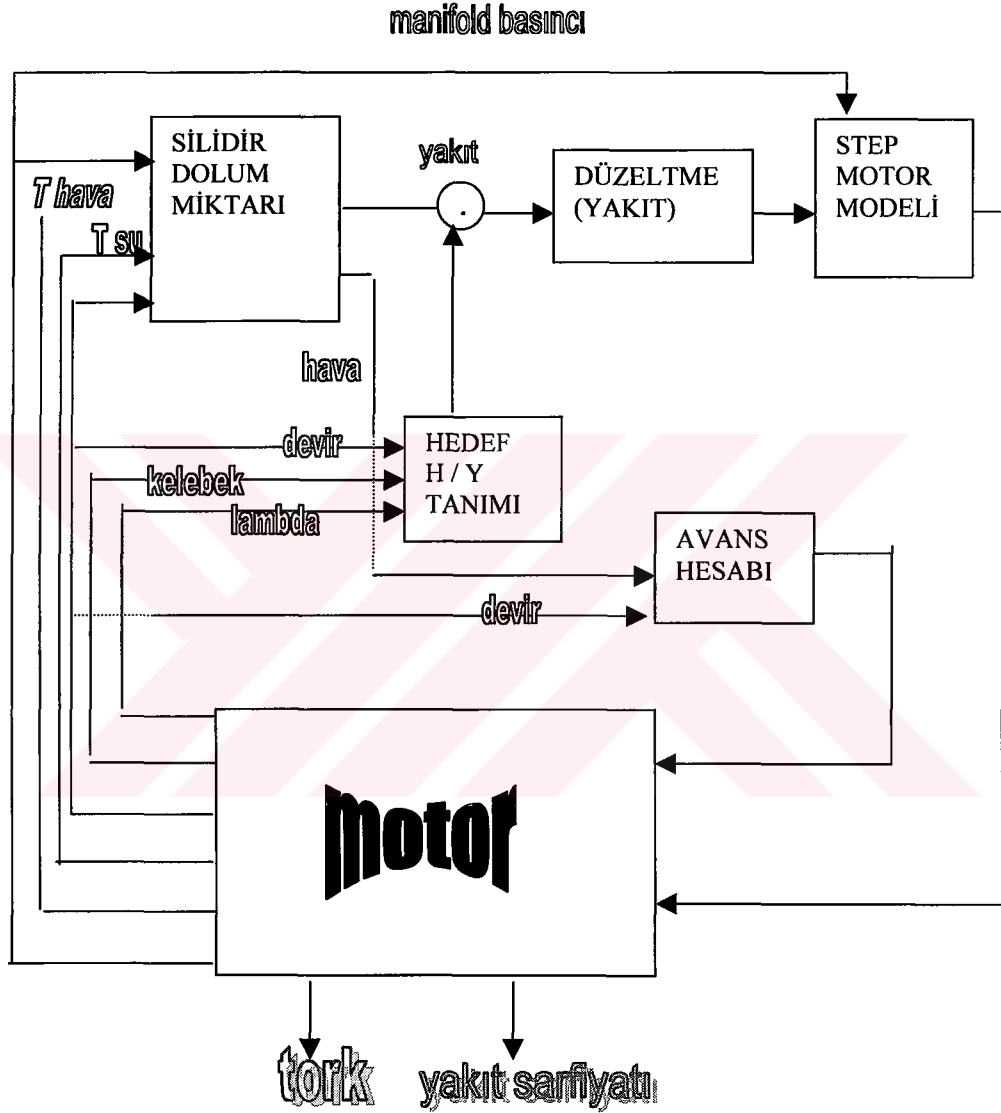 manifold basıncı
SİLİDİR
DOLUM
MİKTARI
T hava
T su
yakıt
DÜZELTME
(YAKIT)
STEP
MOTOR
MODELİ
hava
devir
kelebek
lambda
HEDEF
H / Y
TANIMI
AVANS
HESABI
devir
motor
tork
yakıt sarfiyatı